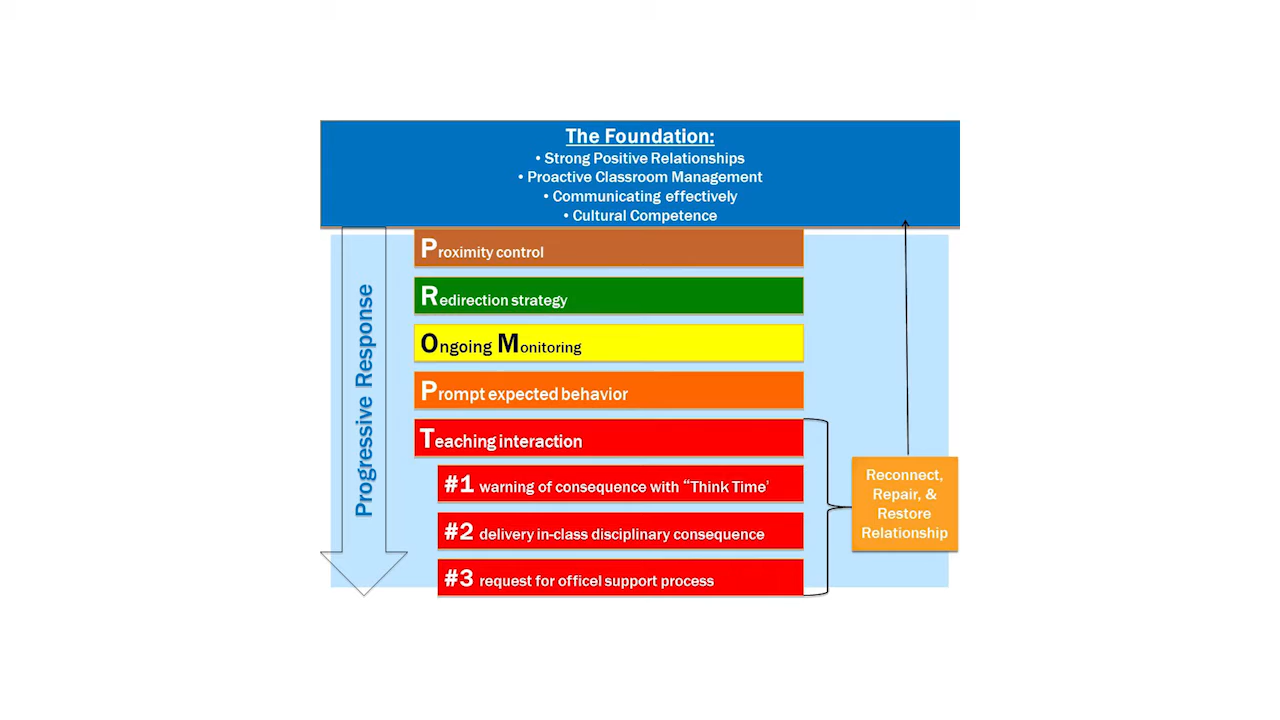 The Foundation:
• Strong Positive Relationships
• Proactive Classroom Management
• Communicating effectively
• Cultural Competence
Progressive Response
Proximity control
Redirection strategy
Ongoing Monitoring
Prompt expected behavior
Teaching interaction
#1 warning of consequence with “Think Time’
#2 delivery in-class disciplinary consequence
#3 request for officel support process
Reconnect,
Repair, &
Restore
Relationship